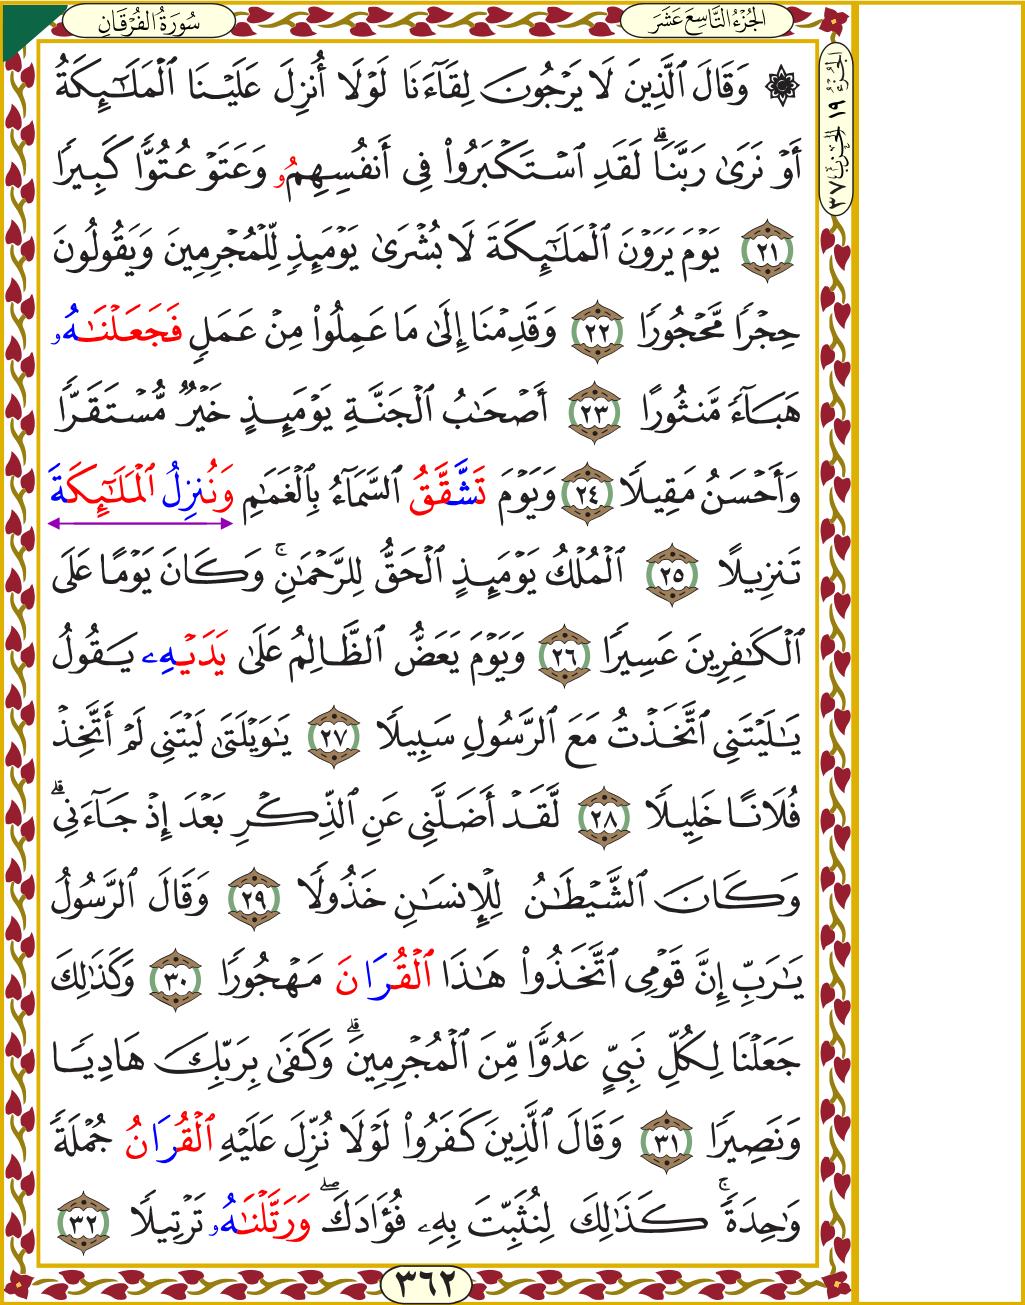 سُورَةُ الفُرْقَانِ
الجُزْءُ التَّاسِعَ عَشَرَ
الجُزْءُ ١٩ الحِزْبُ ٣٧
۞ وَقَالَ ٱلَّذِينَ لَا يَرْجُونَ لِقَآءَنَا لَوْلَآ أُنزِلَ عَلَيْنَا ٱلْمَلَٰٓئِكَةُ
أَوْ نَرَىٰ رَبَّنَاۗ لَقَدِ ٱسْتَكْبَرُوا۟ فِىٓ أَنفُسِهِمُۥ وَعَتَوْ عُتُوًّا كَبِيرًا
٢١ يَوْمَ يَرَوْنَ ٱلْمَلَٰٓئِكَةَ لَا بُشْرَىٰ يَوْمَئِذٍ لِّلْمُجْرِمِينَ وَيَقُولُونَ
حِجْرًا مَّحْجُورًا ٢٢ وَقَدِمْنَآ إِلَىٰ مَا عَمِلُوا۟ مِنْ عَمَلٍ فَجَعَلْنَٰهُۥ
هَبَآءً مَّنثُورًا ٢٣ أَصْحَٰبُ ٱلْجَنَّةِ يَوْمَئِذٍ خَيْرٌ مُّسْتَقَرًّا
وَأَحْسَنُ مَقِيلًا ٢٤ وَيَوْمَ تَشَّقَّقُ ٱلسَّمَآءُ بِٱلْغَمَٰمِ وَنُنزِلُ ٱلْمَلَٰٓئِكَةَ
تَنزِيلًا ٢٥ ٱلْمُلْكُ يَوْمَئِذٍ ٱلْحَقُّ لِلرَّحْمَٰنِۚ وَكَانَ يَوْمًا عَلَى
ٱلْكَٰفِرِينَ عَسِيرًا ٢٦ وَيَوْمَ يَعَضُّ ٱلظَّالِمُ عَلَىٰ يَدَيْهِۦ يَقُولُ
يَٰلَيْتَنِى ٱتَّخَذْتُ مَعَ ٱلرَّسُولِ سَبِيلًا ٢٧ يَٰوَيْلَتَىٰ لَيْتَنِى لَمْ أَتَّخِذْ
فُلَانًا خَلِيلًا ٢٨ لَّقَدْ أَضَلَّنِى عَنِ ٱلذِّكْرِ بَعْدَ إِذْ جَآءَنِىۗ
وَكَانَ ٱلشَّيْطَٰنُ لِلْإِنسَٰنِ خَذُولًا ٢٩ وَقَالَ ٱلرَّسُولُ
يَٰرَبِّ إِنَّ قَوْمِى ٱتَّخَذُوا۟ هَٰذَا ٱلْقُرَانَ مَهْجُورًا ٣٠ وَكَذَٰلِكَ
جَعَلْنَا لِكُلِّ نَبِىٍّ عَدُوًّا مِّنَ ٱلْمُجْرِمِينَۗ وَكَفَىٰ بِرَبِّكَ هَادِيًا
وَنَصِيرًا ٣١ وَقَالَ ٱلَّذِينَ كَفَرُوا۟ لَوْلَا نُزِّلَ عَلَيْهِ ٱلْقُرَانُ جُمْلَةً
وَٰحِدَةًۚ كَذَٰلِكَ لِنُثَبِّتَ بِهِۦ فُؤَادَكَۖ وَرَتَّلْنَٰهُۥ تَرْتِيلًا ٣٢
٣٦٢